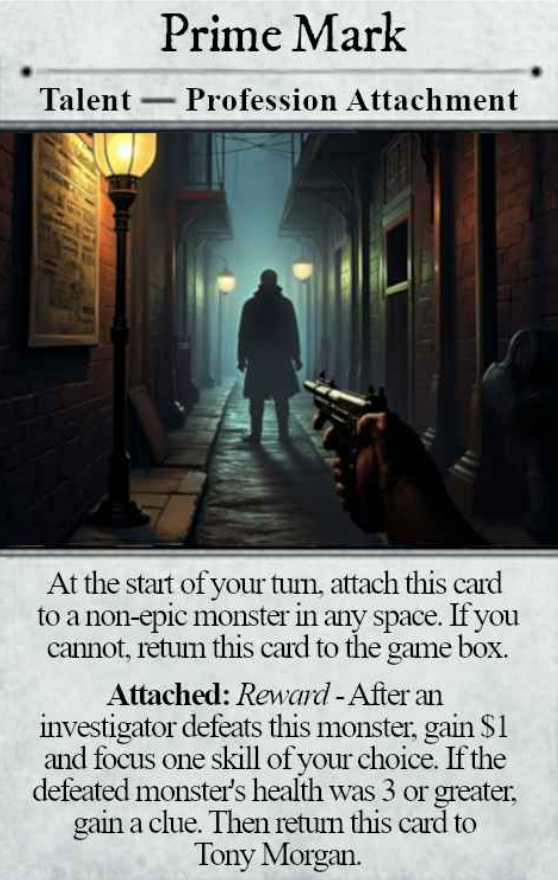 Prime Mark
Talent — Profession Attachment
At the start of your turn, attach this card
to a non-epic monster in any space. If you
cannot, return this card to the game box.
Attached: Reward - After an
investigator defeats this monster, gain $1
and focus one skill of your choice. If the
defeated monster's health was 3 or greater,
gain a clue. Then return this card to
Tony Morgan.